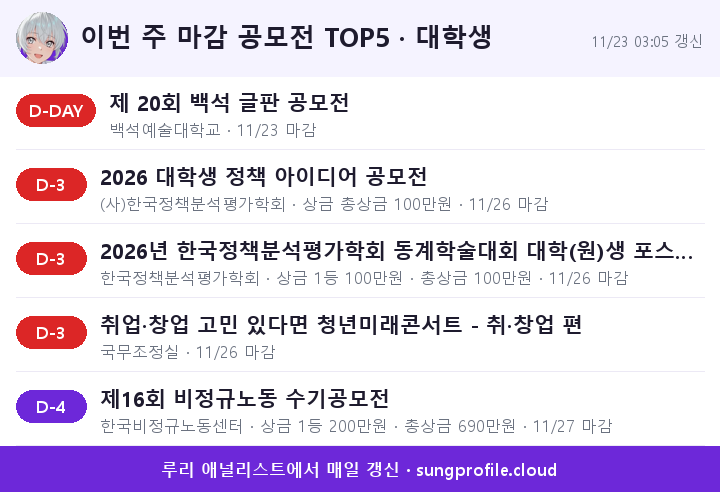 이번 주 마감 공모전 TOP5 · 대학생
11/23 03:05 갱신
D-DAY
제 20회 백석 글판 공모전
백석예술대학교 · 11/23 마감
D-3
2026 대학생 정책 아이디어 공모전
(사)한국정책분석평가학회 · 상금 총상금 100만원 · 11/26 마감
D-3
2026년 한국정책분석평가학회 동계학술대회 대학(원)생 포스...
한국정책분석평가학회 · 상금 1등 100만원 · 총상금 100만원 · 11/26 마감
D-3
취업·창업 고민 있다면 청년미래콘서트 - 취·창업 편
국무조정실 · 11/26 마감
D-4
제16회 비정규노동 수기공모전
한국비정규노동센터 · 상금 1등 200만원 · 총상금 690만원 · 11/27 마감
루리 애널리스트에서 매일 갱신 · sungprofile.cloud